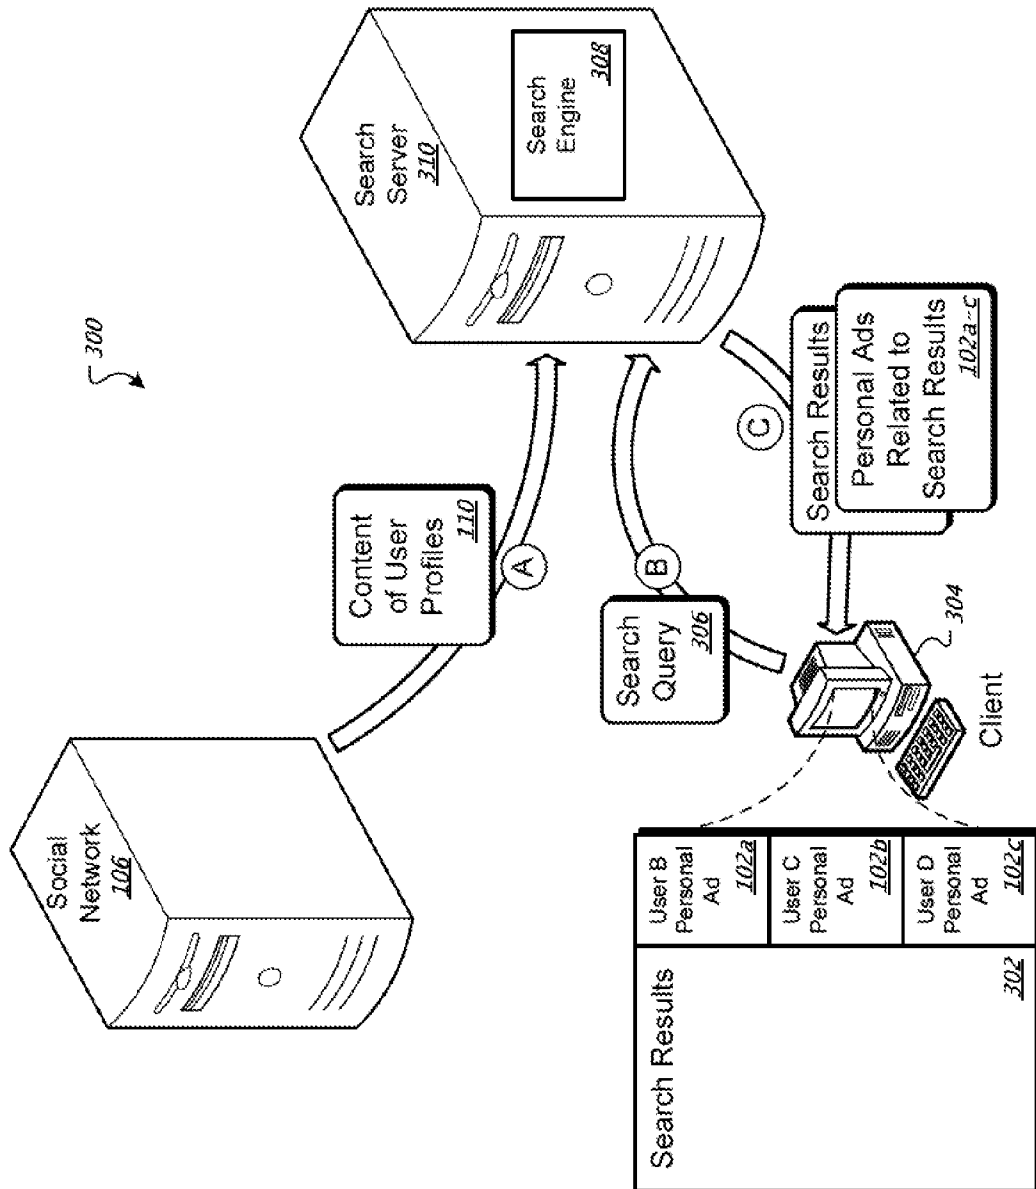 300
Social
Network
106
Content
of User
Profiles
110
A
Search
Server
310
Search
Engine
308
Search
Query
306
B
C
Search Results
Personal Ads
Related to
Search Results
102a-c
304
Client
Search Results
302
User B
Personal
Ad
102a
User C
Personal
Ad
102b
User D
Personal
Ad
102c